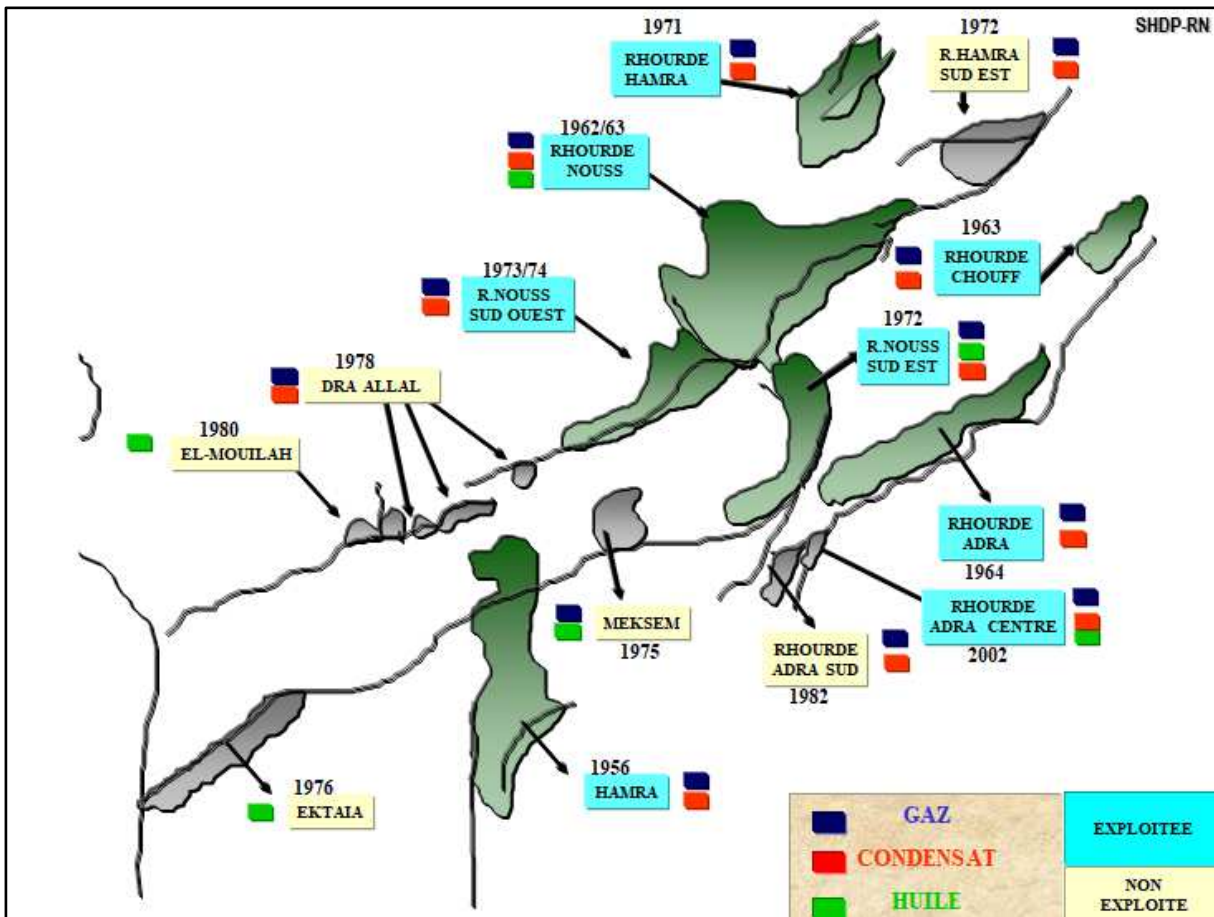 SHDP-RN
1971
RHOURDE
HAMRA
1972
R.HAMRA
SUD EST
1962/63
RHOURDE
NOUSS
1963
RHOURDE
CHOUFF
1973/74
R.NOUSS
SUD OUEST
1972
R.NOUSS
SUD EST
1978
DRA ALLAL
1980
EL-MOUILAH
RHOURDE
ADRA
1964
MEKSEM
1975
RHOURDE
ADRA SUD
1982
RHOURDE
ADRA CENTRE
2002
1976
EKTAIA
1956
HAMRA
GAZ
CONDENSAT
HUILE
EXPLOITEE
NON
EXPLOITE